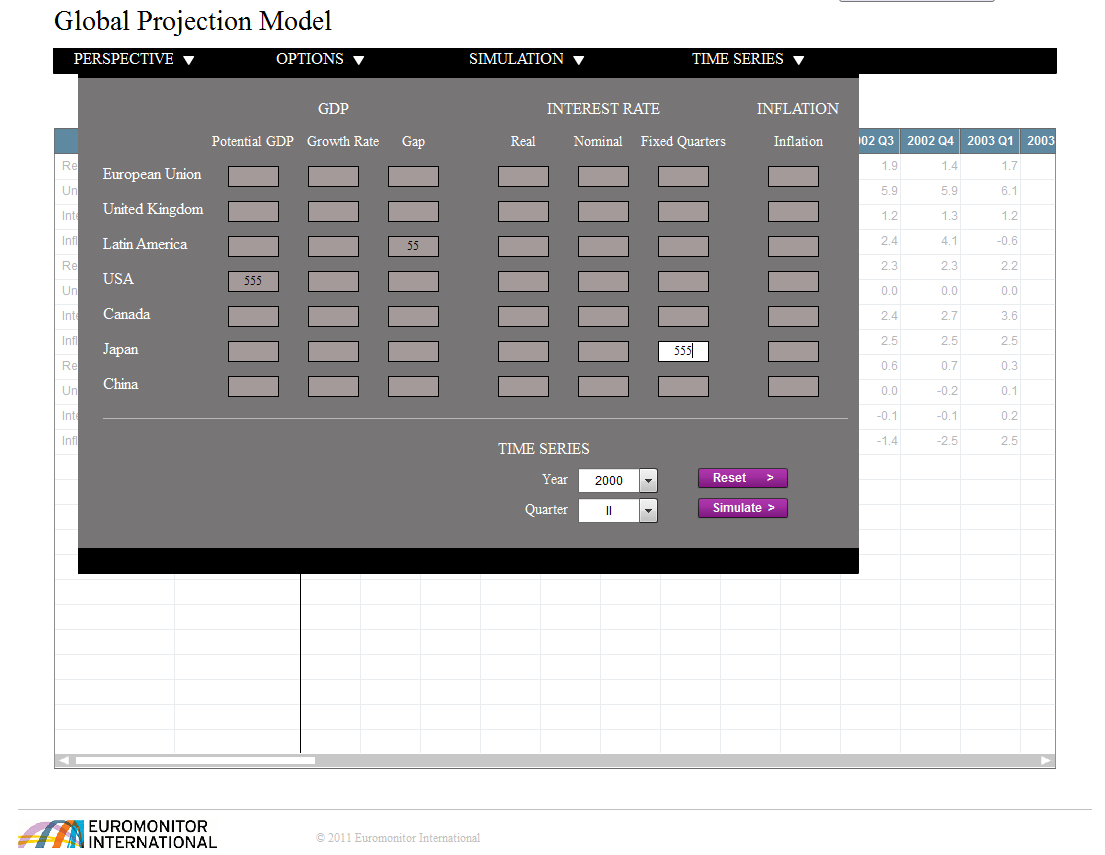 Global Projection Model
PERSPECTIVE ▼ OPTIONS ▼ SIMULATION ▼ TIME SERIES ▼
GDP INTEREST RATE INFLATION
Potential GDP Growth Rate Gap Real Nominal Fixed Quarters Inflation
02 Q3 2002 Q4 2003 Q1 2003
Re 1.9 1.4 1.7
European Union
Un 5.9 5.9 6.1
United Kingdom
Inte 1.2 1.3 1.2
Latin America 55
Infl 2.4 4.1 -0.6
Re 2.3 2.3 2.2
USA 555
Un 0.0 0.0 0.0
Canada
Inte 2.4 2.7 3.6
Infl 2.5 2.5 2.5
Japan 555
Re 0.6 0.7 0.3
China
Un 0.0 -0.2 0.1
Inte -0.1 -0.1 0.2
Infl -1.4 -2.5 2.5
TIME SERIES
Year 2000 Reset >
Quarter II Simulate >
EUROMONITOR
INTERNATIONAL
© 2011 Euromonitor International